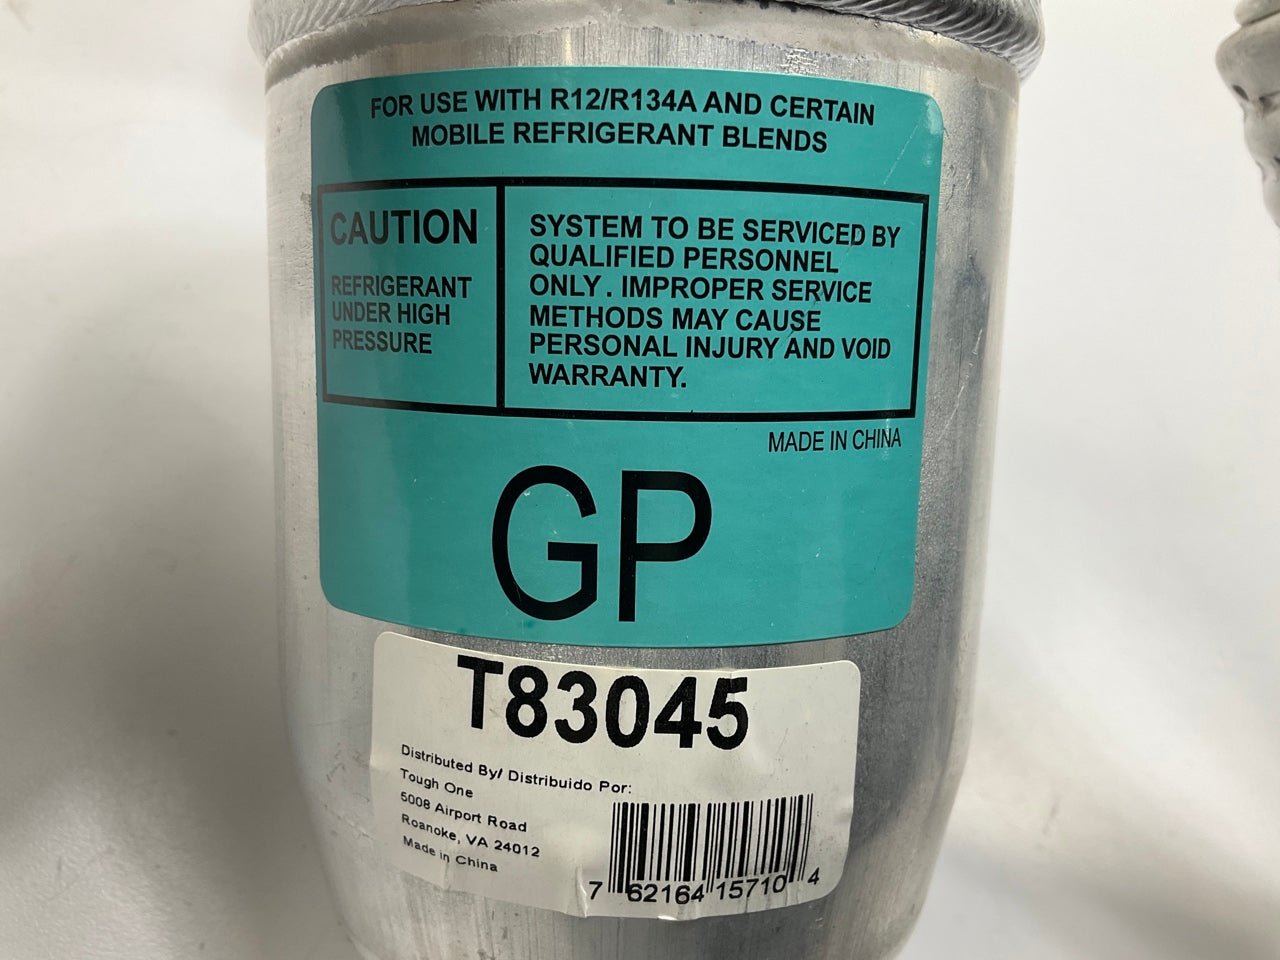 FOR USE WITH R12/R134A AND CERTAIN
MOBILE REFRIGERANT BLENDS
CAUTION
REFRIGERANT
UNDER HIGH
PRESSURE
SYSTEM TO BE SERVICED BY
QUALIFIED PERSONNEL
ONLY . IMPROPER SERVICE
METHODS MAY CAUSE
PERSONAL INJURY AND VOID
WARRANTY.
MADE IN CHINA
GP
T83045
Distributed By/ Distribuido Por:
Tough One
5008 Airport Road
Roanoke, VA 24012
Made in China
7 62164 15710 4